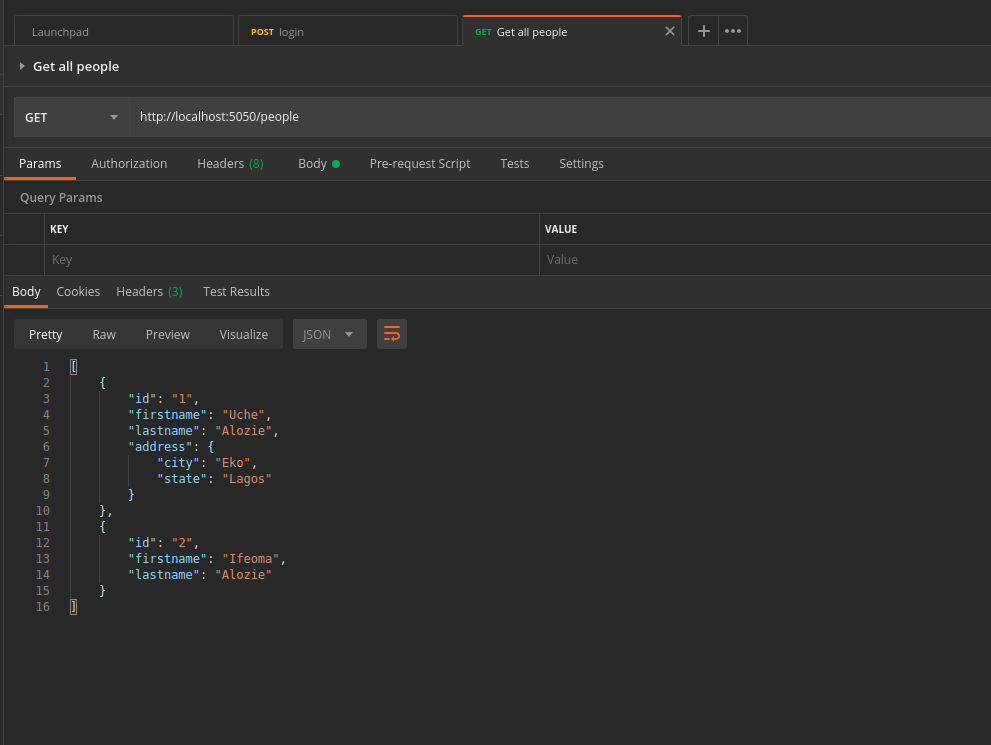 Launchpad
POST login
GET Get all people
Get all people
GET http://localhost:5050/people
Params Authorization Headers (8) Body Pre-request Script Tests Settings
Query Params
KEY VALUE
Key Value
Body Cookies Headers (3) Test Results
Pretty Raw Preview Visualize JSON
1 [
2 {
3 "id": "1",
4 "firstname": "Uche",
5 "lastname": "Alozie",
6 "address": {
7 "city": "Eko",
8 "state": "Lagos"
9 }
10 },
11 {
12 "id": "2",
13 "firstname": "Ifeoma",
14 "lastname": "Alozie"
15 }
16 ]